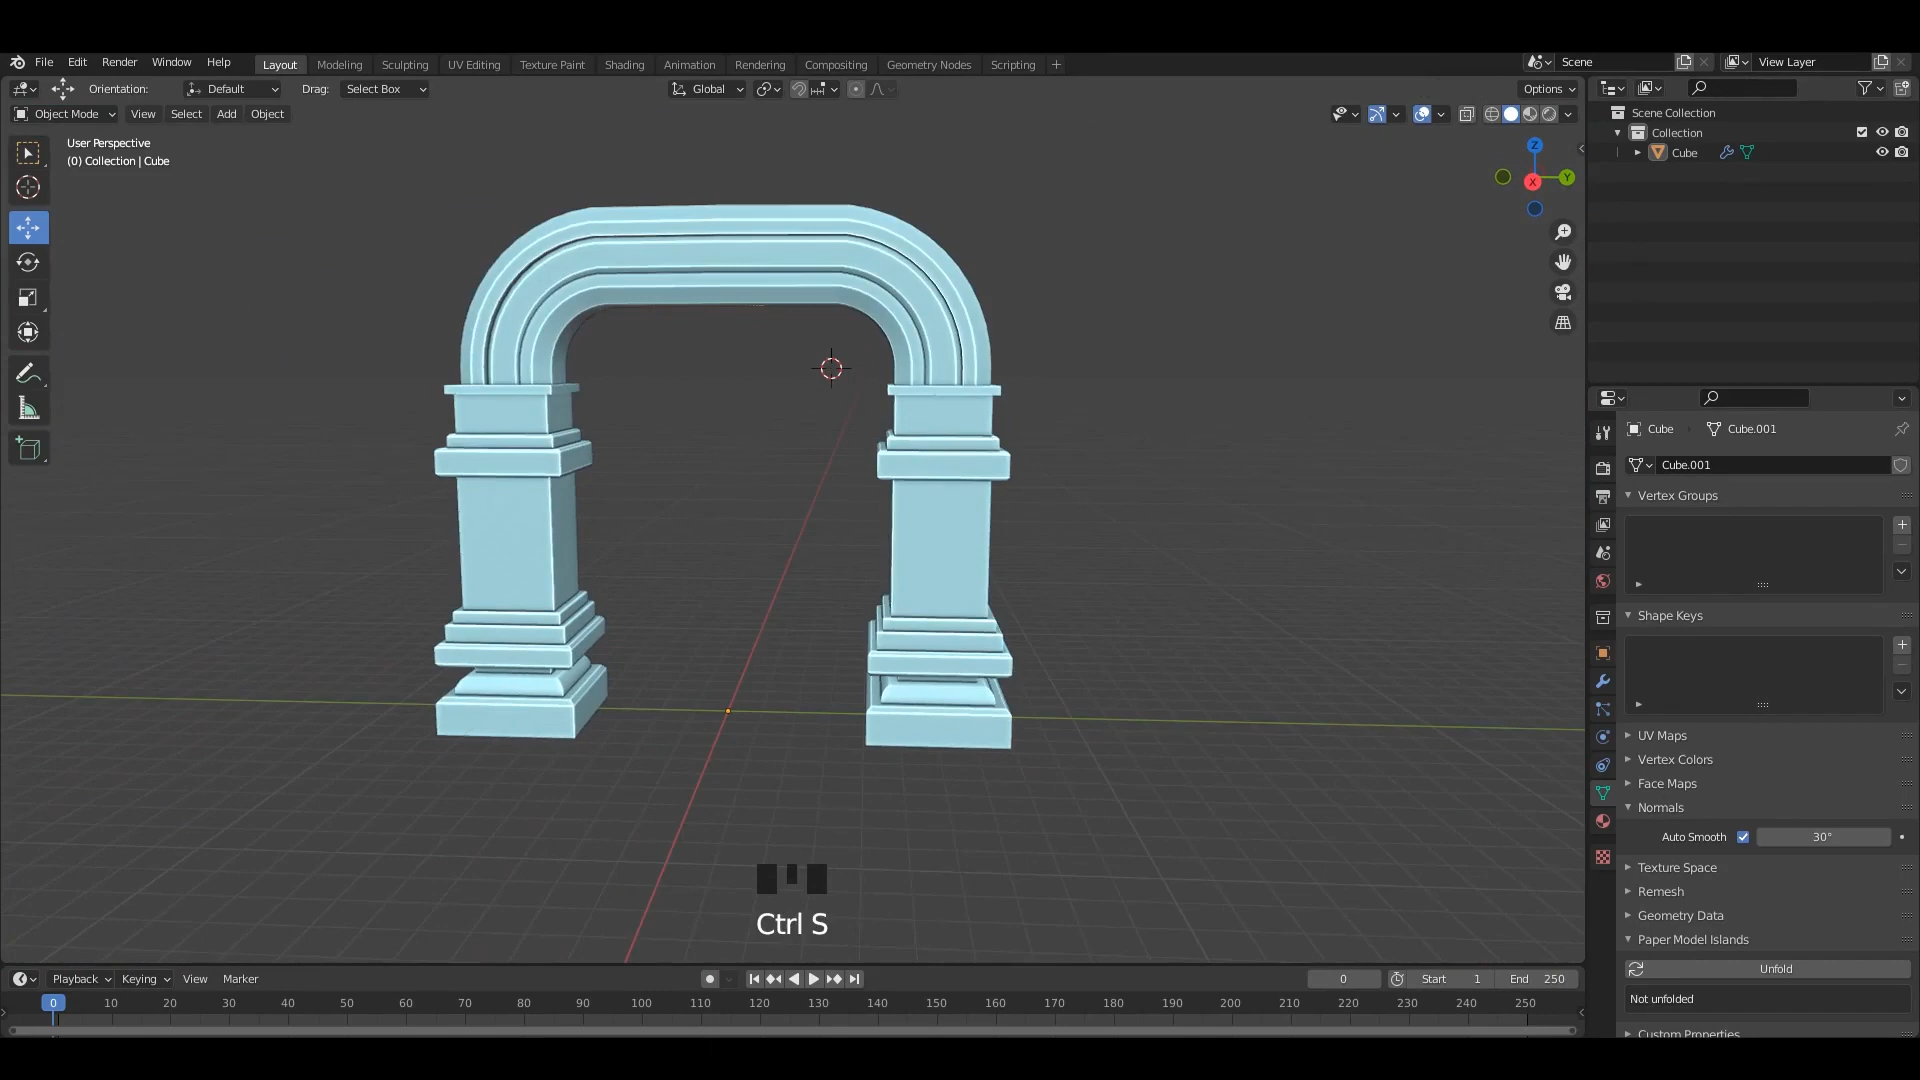 File Edit Render Window Help Layout Modeling Sculpting UV Editing Texture Paint Shading Animation Rendering Compositing Geometry Nodes Scripting + Scene View Layer
Orientation: Default Drag: Select Box Global Options
Object Mode View Select Add Object
User Perspective
(0) Collection | Cube
Z
X
Y
Scene Collection
Collection
Cube
Cube Cube.001
Cube.001
Vertex Groups
Shape Keys
UV Maps
Vertex Colors
Face Maps
Normals
Auto Smooth 30°
Texture Space
Remesh
Geometry Data
Paper Model Islands
Unfold
Not unfolded
Custom Properties
Ctrl S
Playback Keying View Marker 0 Start 1 End 250
0 10 20 30 40 50 60 70 80 90 100 110 120 130 140 150 160 170 180 190 200 210 220 230 240 250